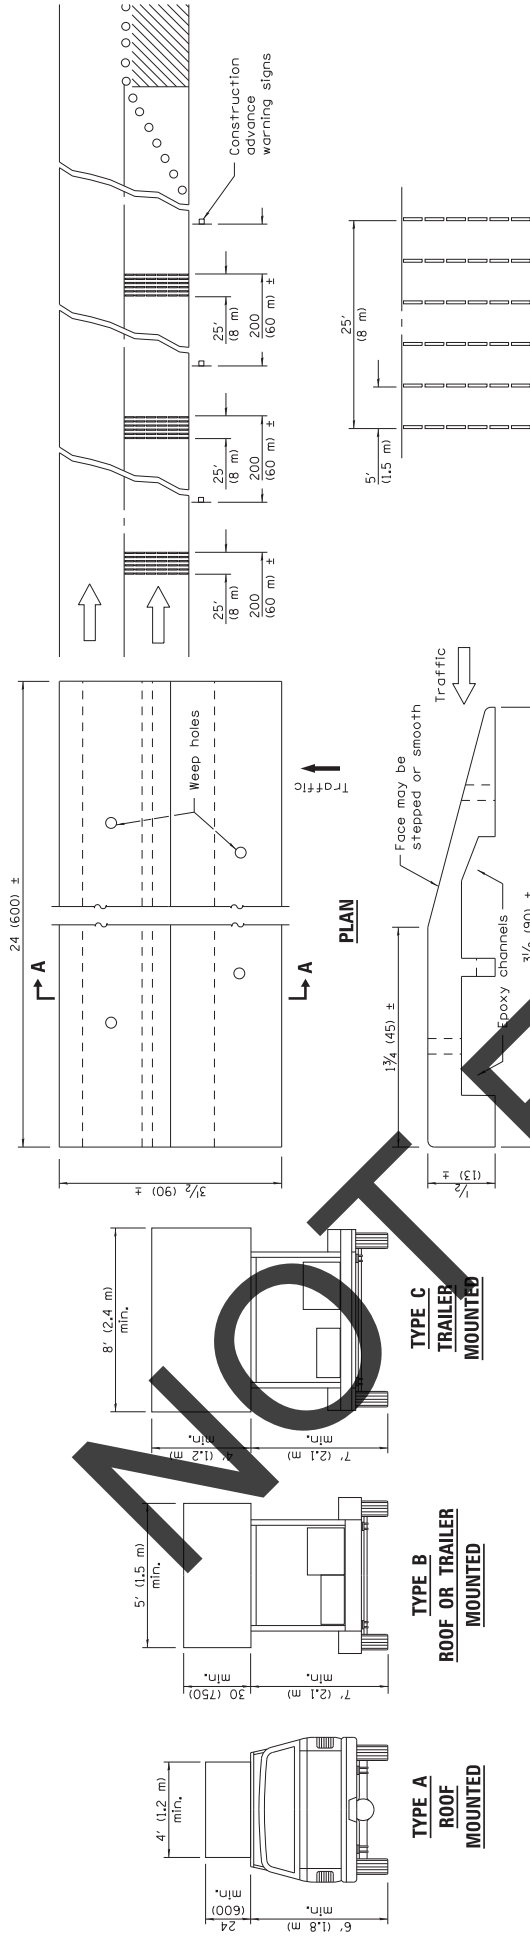 Construction
advance
warning signs
25'
(8 m)
200
(60 m) ±
25'
(8 m)
200
(60 m) ±
25'
(8 m)
200
(60 m) ±
25'
(8 m)
5'
(1.5 m)
24 (600) ±
A
A
Weep holes
Traffic
3½ (90) ±
PLAN
Traffic
Face may be
stepped or smooth
1¾ (45) ±
Epoxy channels
½
(13) ±
3½ (90) ±
8' (2.4 m)
min.
4' (1.2 m)
min.
7' (2.1 m)
min.
TYPE C
TRAILER
MOUNTED
5' (1.5 m)
min.
30 (750)
min.
7' (2.1 m)
min.
TYPE B
ROOF OR TRAILER
MOUNTED
4' (1.2 m)
min.
24
(600)
min.
6' (1.8 m)
min.
TYPE A
ROOF
MOUNTED
NOT